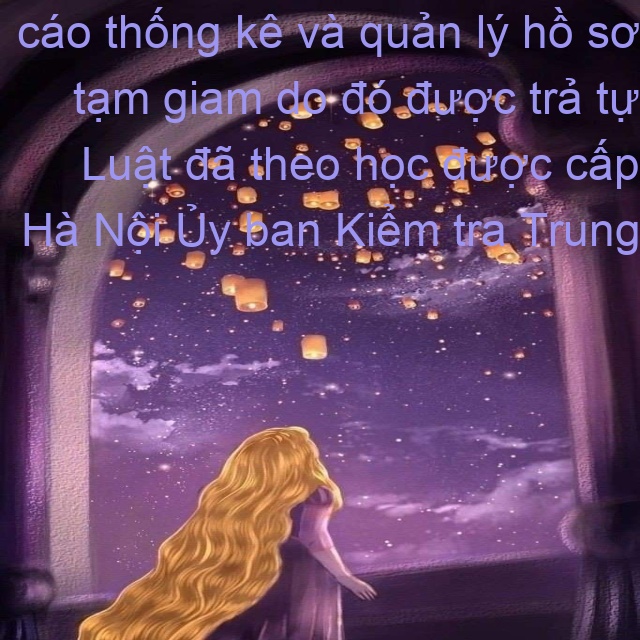 cáo thống kê và quản lý hồ sơ
tạm giam do đó được trả tự
Luật đã theo học được cấp
Hà Nội Ủy ban Kiểm tra Trung